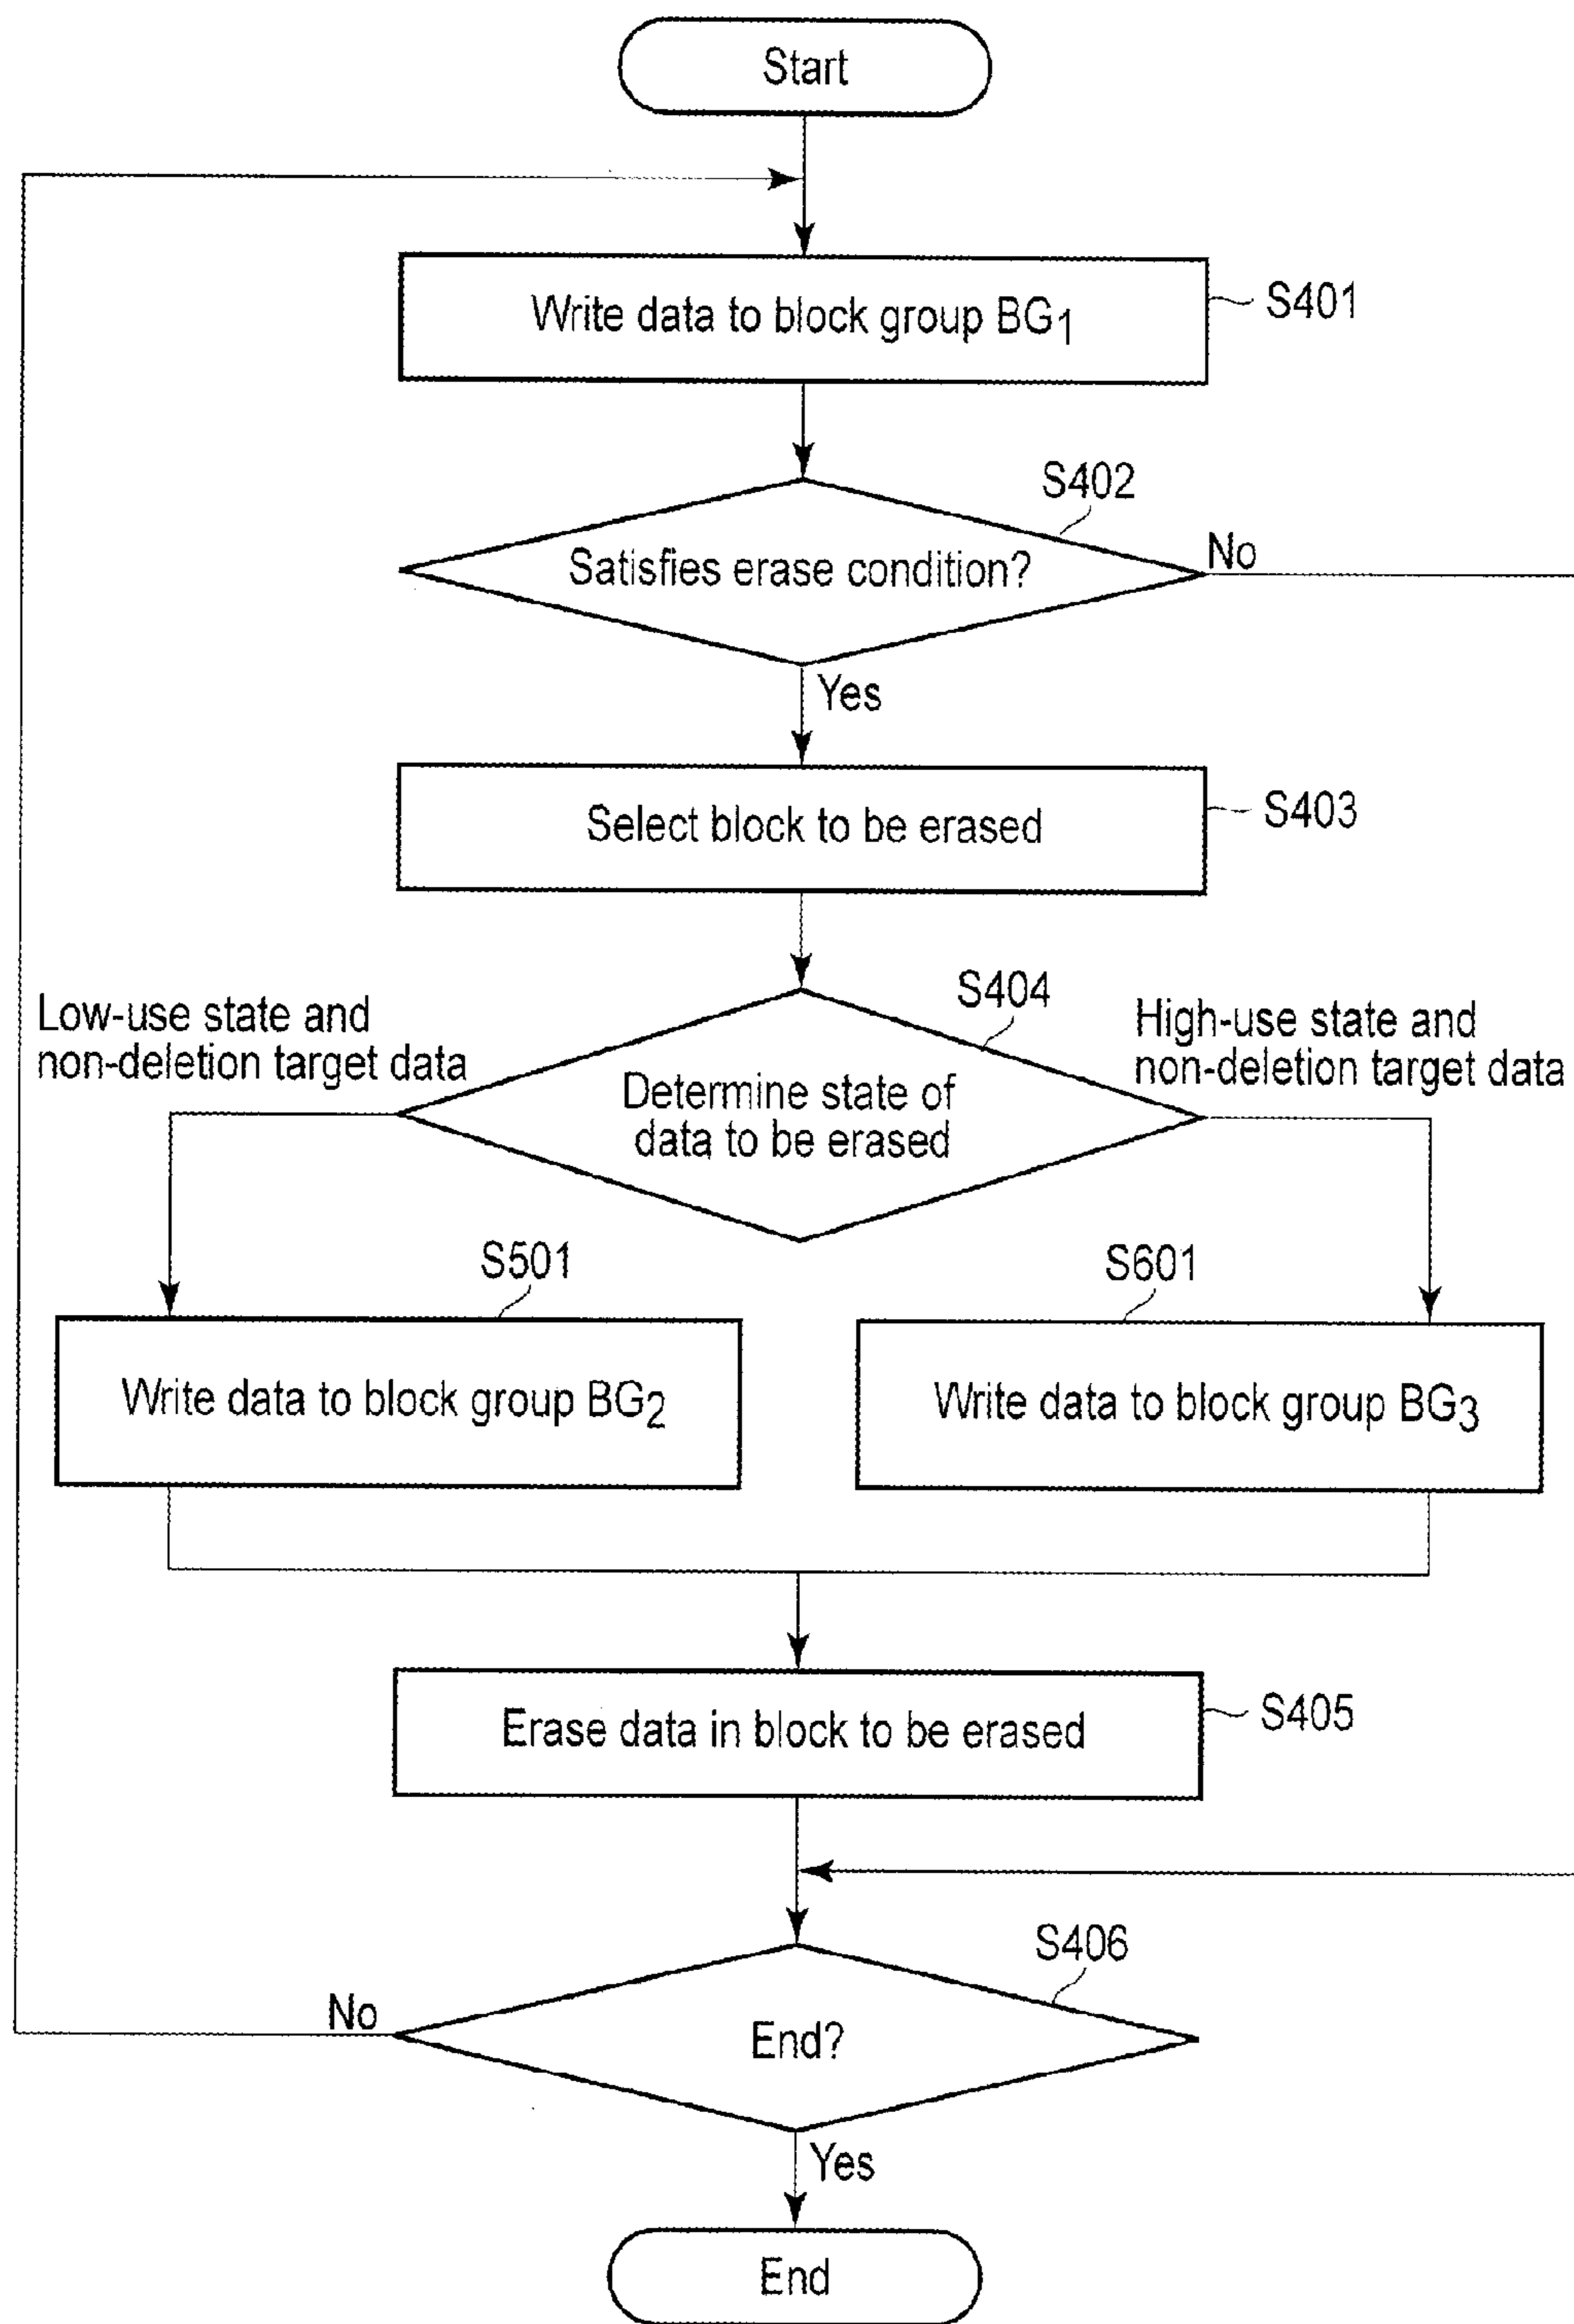 Start
Write data to block group BG1
S401
S402
Satisfies erase condition?
No
Yes
Select block to be erased
S403
S404
Low-use state and
non-deletion target data
High-use state and
non-deletion target data
Determine state of
data to be erased
S501
S601
Write data to block group BG2
Write data to block group BG3
Erase data in block to be erased
S405
S406
No
End?
Yes
End